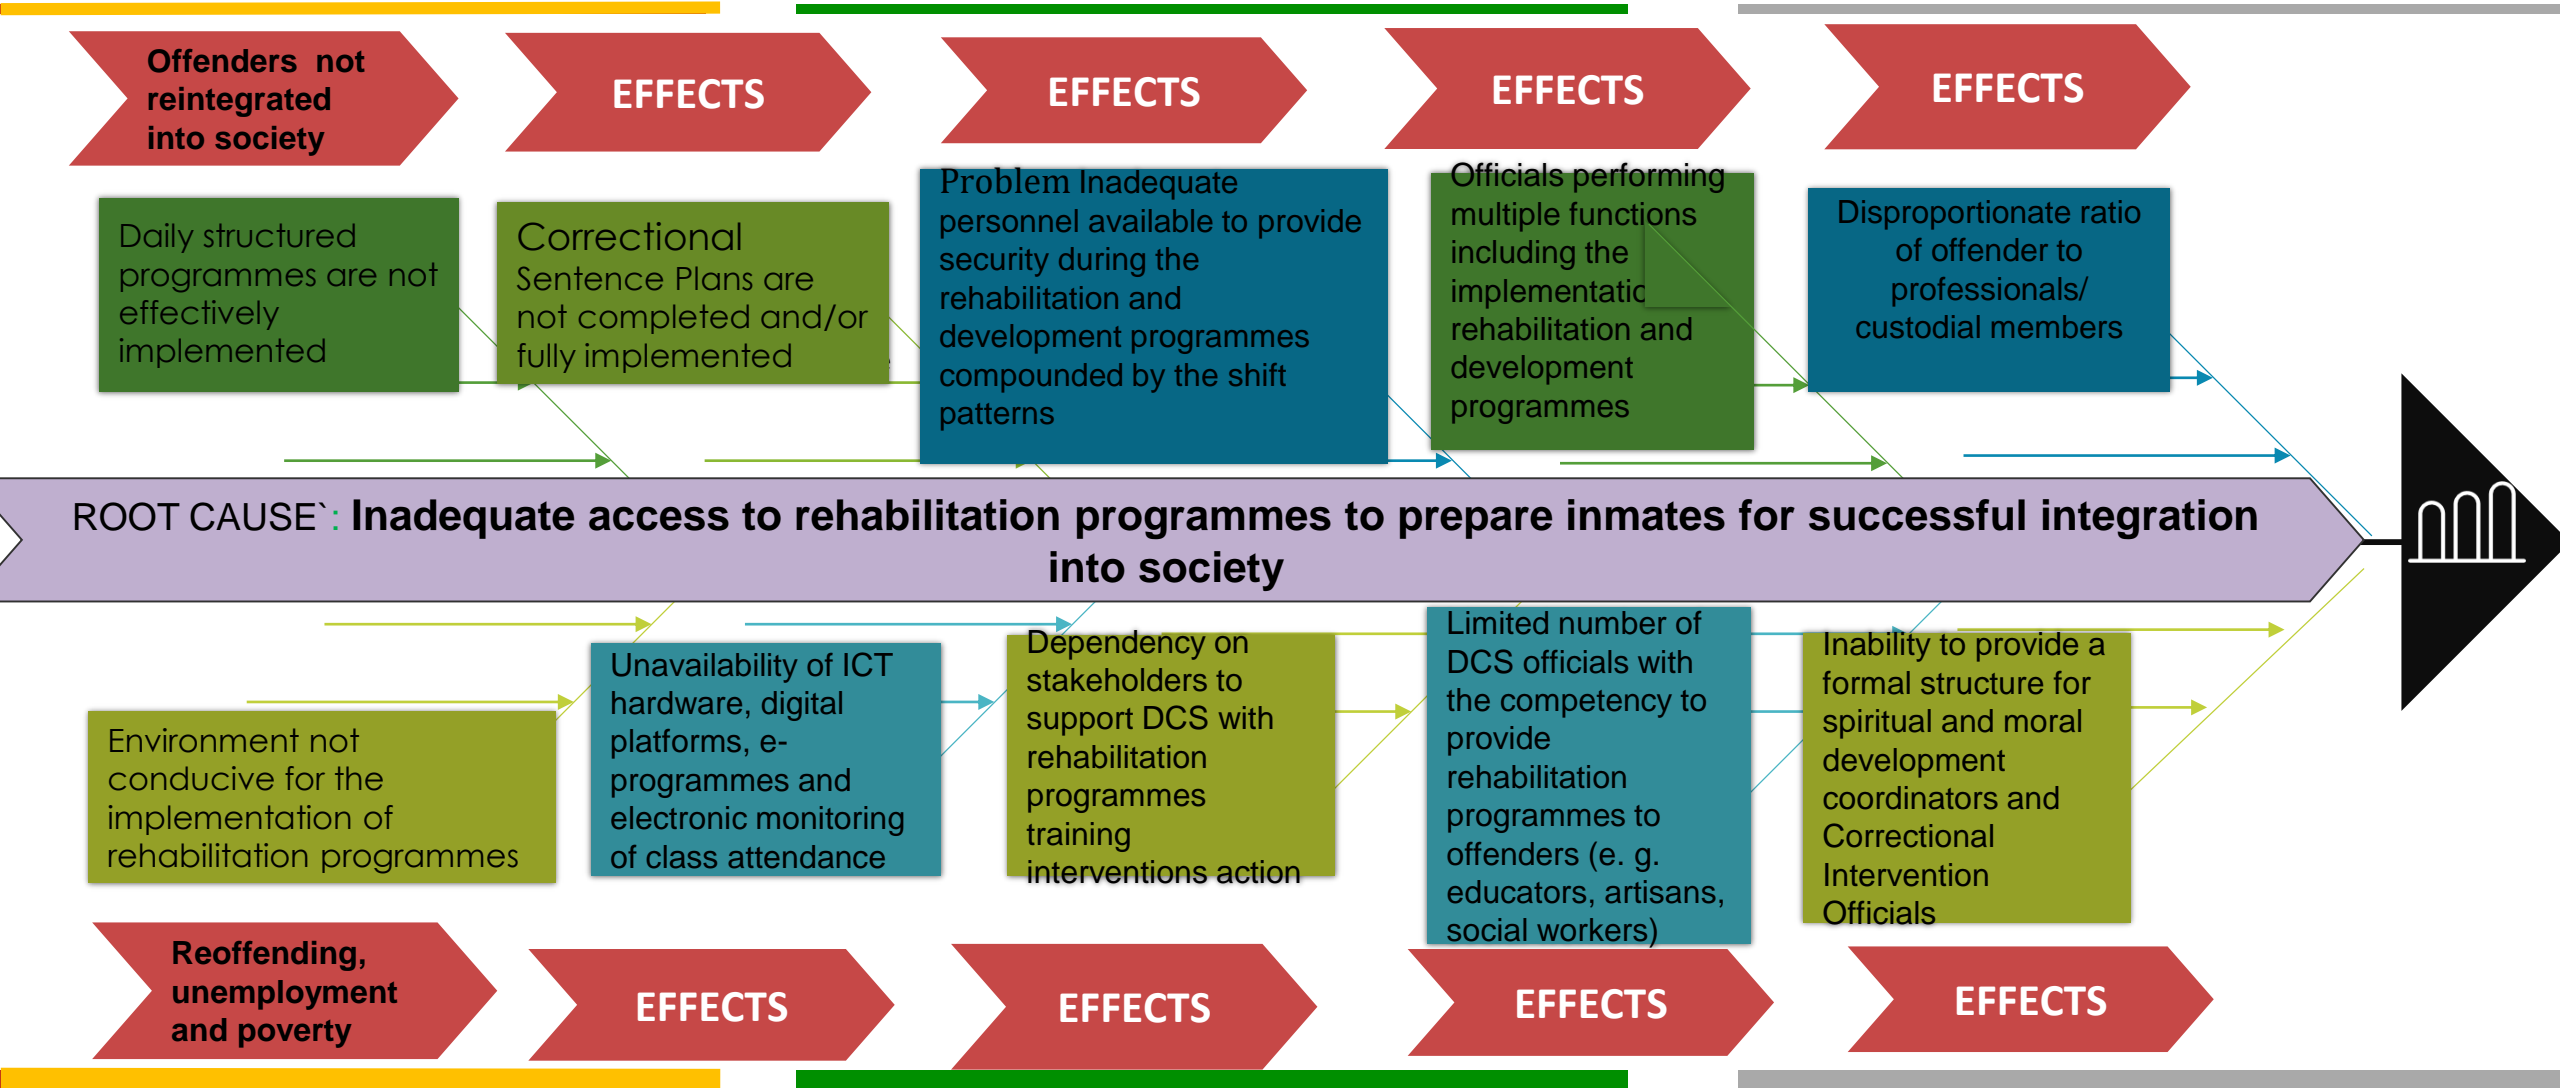 Offenders not
reintegrated
into society
EFFECTS
EFFECTS
EFFECTS
EFFECTS
Daily structured
programmes are not
effectively
implemented
Correctional
Sentence Plans are
not completed and/or
fully implemented
Problem Inadequate
personnel available to provide
security during the
rehabilitation and
development programmes
compounded by the shift
patterns
Officials performing
multiple functions
including the
implementatio
rehabilitation and
development
programmes
Disproportionate ratio
of offender to
professionals/
custodial members
ROOT CAUSE`: Inadequate access to rehabilitation programmes to prepare inmates for successful integration
into society
Environment not
conducive for the
implementation of
rehabilitation programmes
Unavailability of ICT
hardware, digital
platforms, e-
programmes and
electronic monitoring
of class attendance
Dependency on
stakeholders to
support DCS with
rehabilitation
programmes
training
interventions action
Limited number of
DCS officials with
the competency to
provide
rehabilitation
programmes to
offenders (e. g.
educators, artisans,
social workers)
Inability to provide a
formal structure for
spiritual and moral
development
coordinators and
Correctional
Intervention
Officials
Reoffending,
unemployment
and poverty
EFFECTS
EFFECTS
EFFECTS
EFFECTS